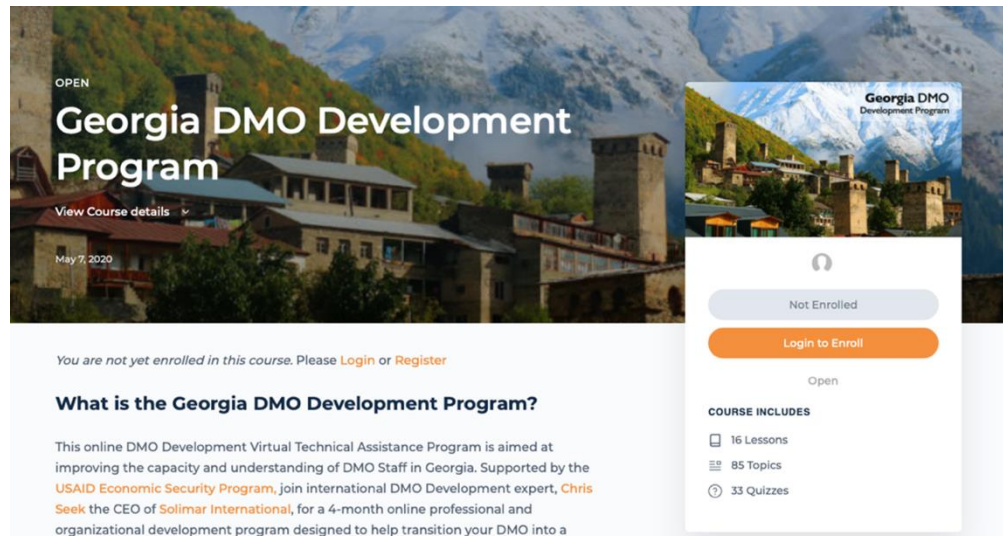 OPEN
Georgia DMO Development
Program
View Course details
May 7, 2020
Georgia DMO
Development Program
Not Enrolled
Login to Enroll
Open
COURSE INCLUDES
16 Lessons
85 Topics
33 Quizzes
You are not yet enrolled in this course. Please Login or Register
What is the Georgia DMO Development Program?
This online DMO Development Virtual Technical Assistance Program is aimed at
improving the capacity and understanding of DMO Staff in Georgia. Supported by the
USAID Economic Security Program, join international DMO Development expert, Chris
Seek the CEO of Solimar International, for a 4-month online professional and
organizational development program designed to help transition your DMO into a